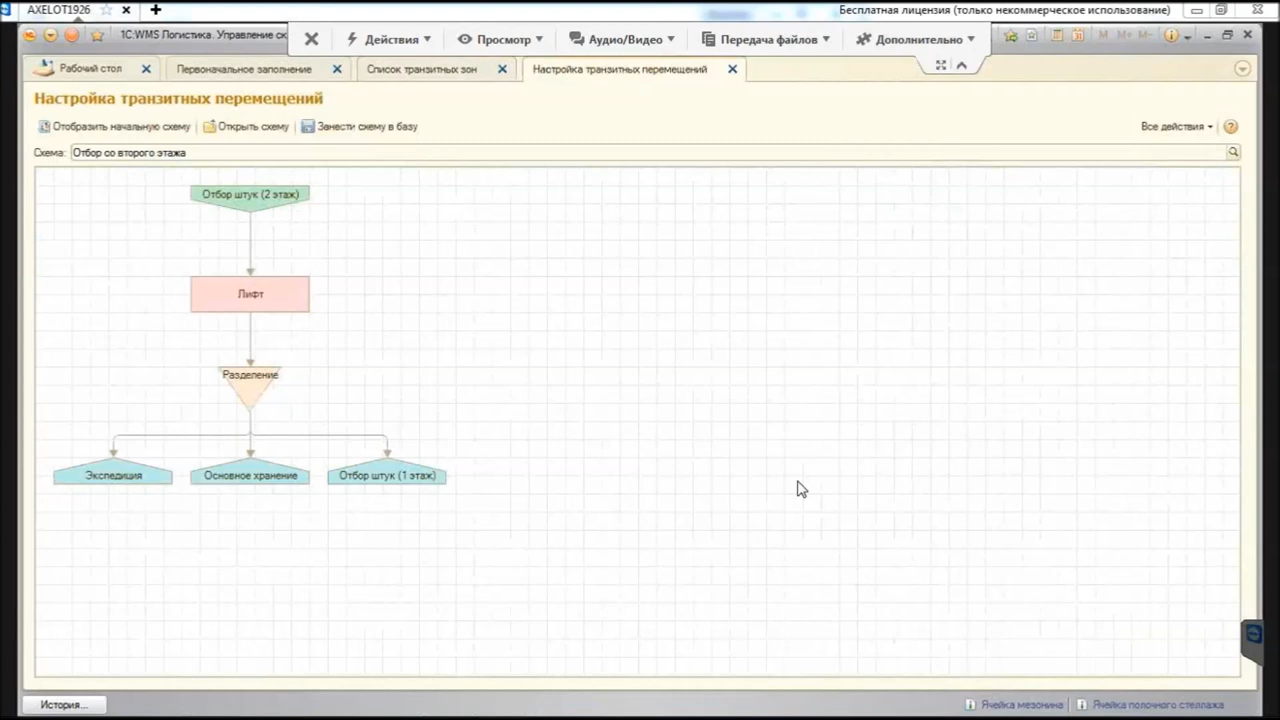 AXELOT1926
Бесплатная лицензия (только некоммерческое использование)
1С:WMS Логистика. Управление ск
Действия
Просмотр
Аудио/Видео
Передача файлов
Дополнительно
M M+ M-
Рабочий стол
Первоначальное заполнение
Список транзитных зон
Настройка транзитных перемещений
Настройка транзитных перемещений
Отобразить начальную схему
Открыть схему
Занести схему в базу
Все действия
Схема: Отбор со второго этажа
Отбор штук (2 этаж)
Лифт
Разделение
Экспедиция
Основное хранение
Отбор штук (1 этаж)
История...
Ячейка мезонина
Ячейка полочного стеллажа